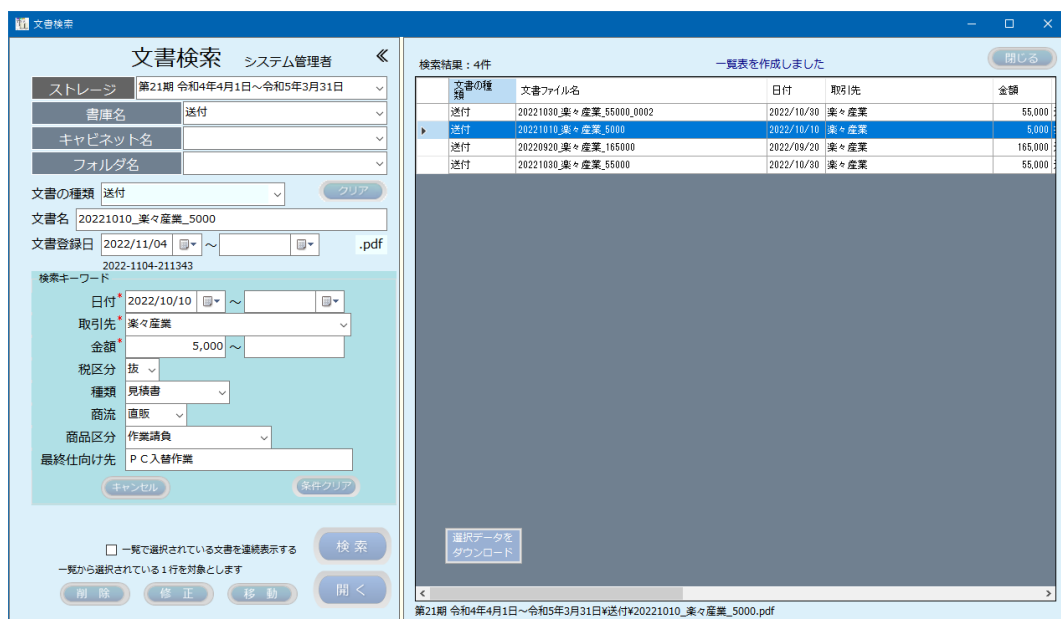 文書検索
文書検索 システム管理者 «
ストレージ 第21期 令和4年4月1日～令和5年3月31日
書庫名 送付
キャビネット名
フォルダ名
文書の種類 送付 クリア
文書名 20221010_楽々産業_5000
文書登録日 2022/11/04 ～ .pdf
2022-1104-211343
検索キーワード
日付* 2022/10/10 ～
取引先* 楽々産業
金額* 5,000 ～
税区分 抜
種類 見積書
商流 直販
商品区分 作業請負
最終仕向け先 ＰＣ入替作業
キャンセル 条件クリア
一覧で選択されている文書を連続表示する
検 索
一覧から選択されている１行を対象とします
削 除 修 正 移 動 開 く
検索結果：4件 一覧表を作成しました 閉じる
文書の種類 文書ファイル名 日付 取引先 金額
送付 20221030_楽々産業_55000_0002 2022/10/30 楽々産業 55,000
送付 20221010_楽々産業_5000 2022/10/10 楽々産業 5,000
送付 20220920_楽々産業_165000 2022/09/20 楽々産業 165,000
送付 20221030_楽々産業_55000 2022/10/30 楽々産業 55,000
選択データを
ダウンロード
第21期 令和4年4月1日～令和5年3月31日¥送付¥20221010_楽々産業_5000.pdf